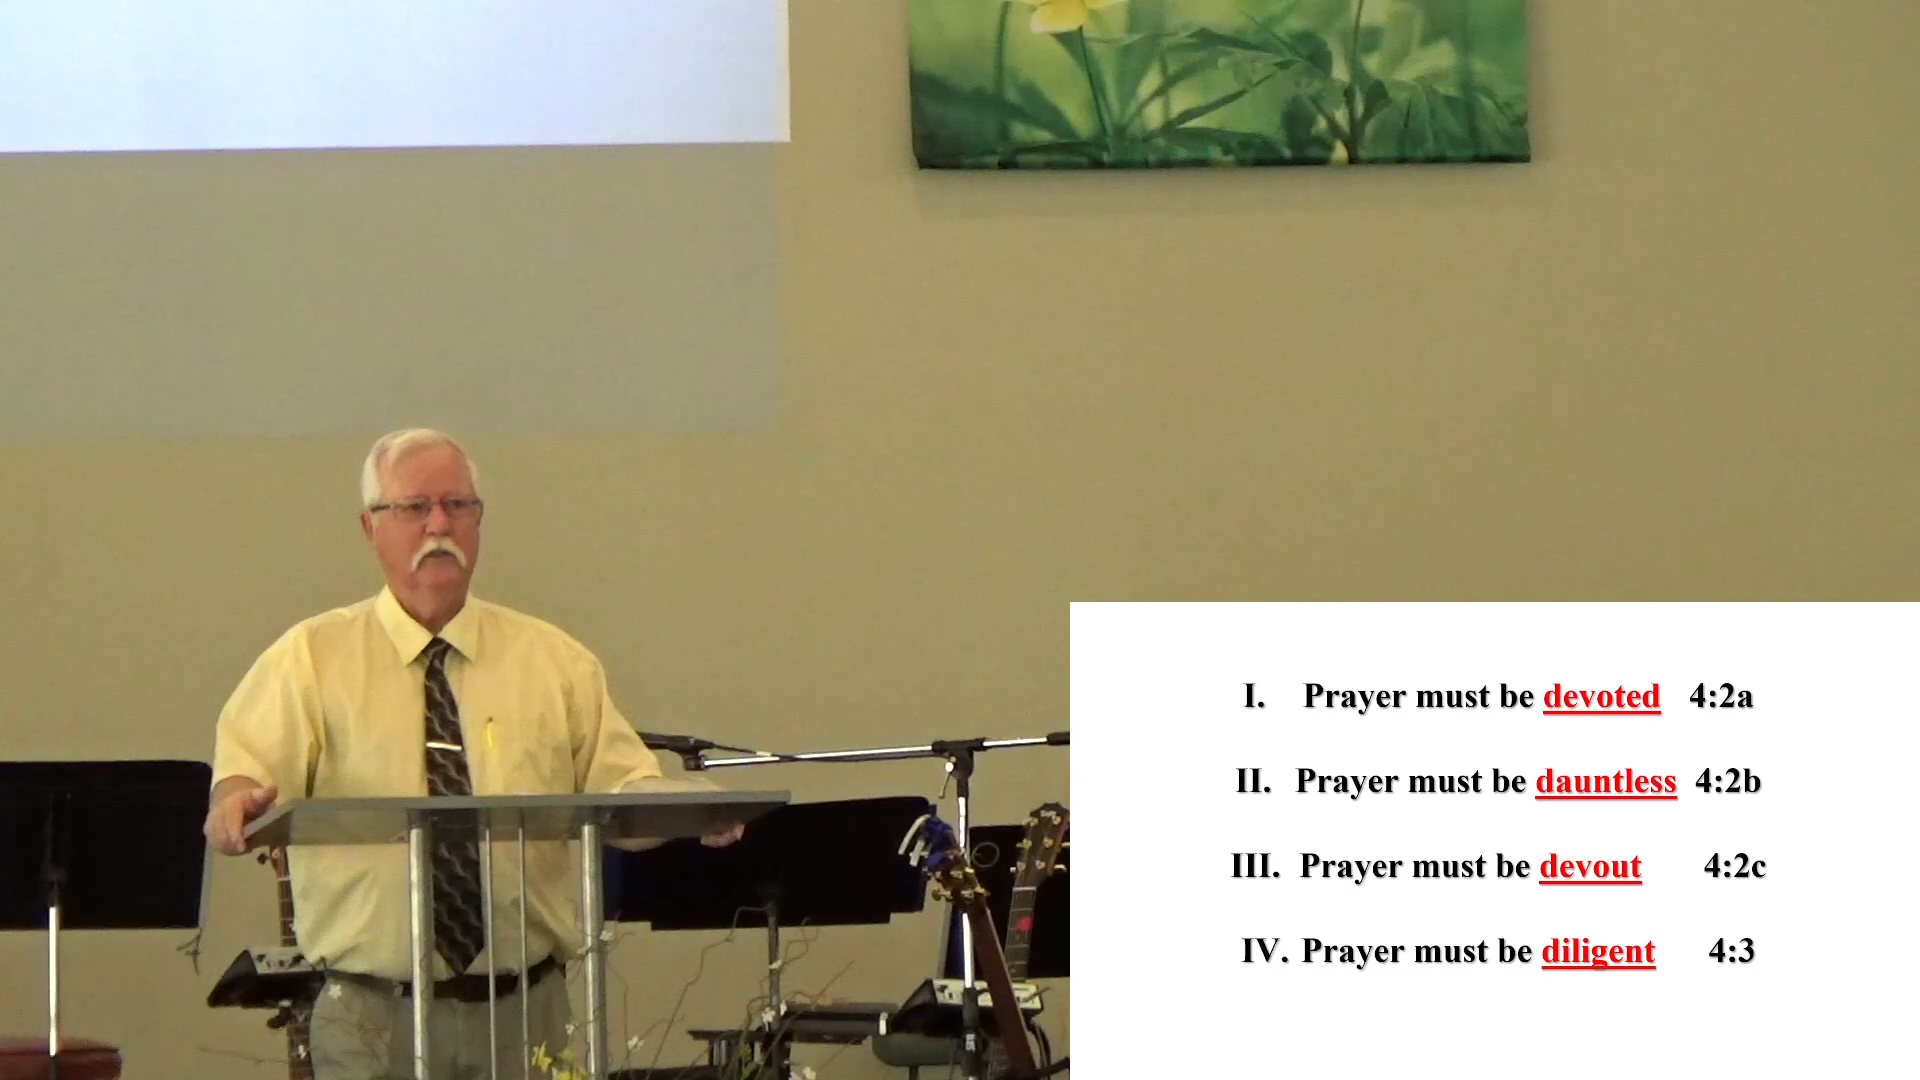 I. Prayer must be devoted 4:2a
II. Prayer must be dauntless 4:2b
III. Prayer must be devout 4:2c
IV. Prayer must be diligent 4:3